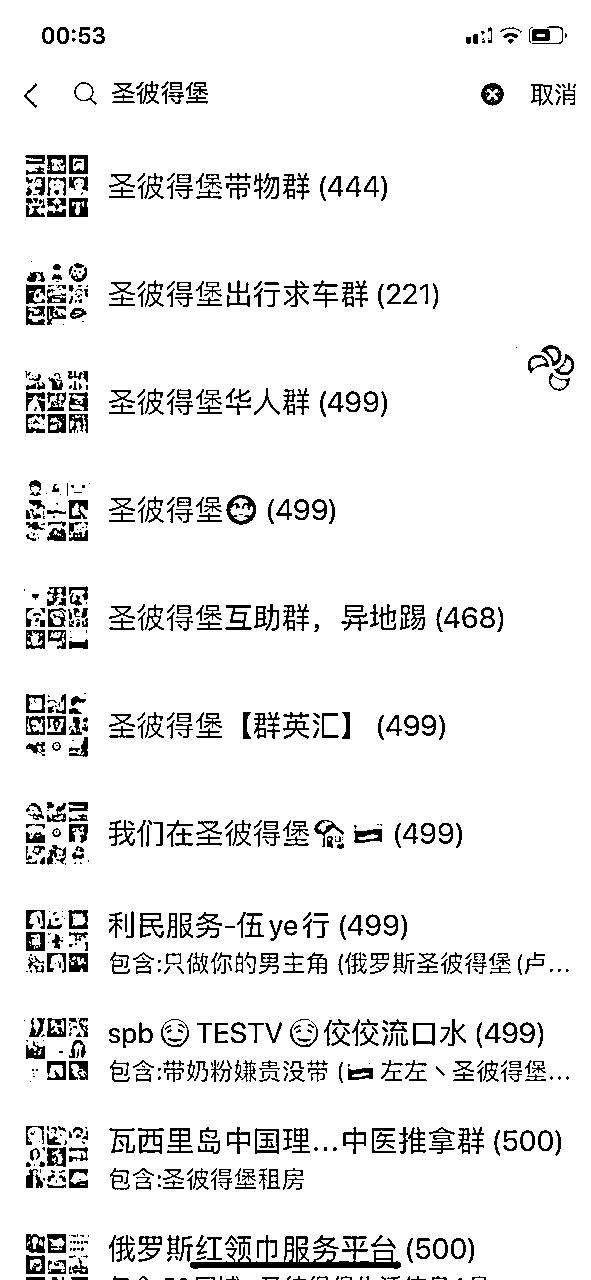 00:53
圣彼得堡 取消
圣彼得堡带物群 (444)
圣彼得堡出行求车群 (221)
圣彼得堡华人群 (499)
圣彼得堡 (499)
圣彼得堡互助群，异地踢 (468)
圣彼得堡【群英汇】 (499)
我们在圣彼得堡 (499)
利民服务-伍ye行 (499)
包含:只做你的男主角 (俄罗斯圣彼得堡 (卢...
spb TESTV 佼佼流口水 (499)
包含:带奶粉嫌贵没带 ( 左左丶圣彼得堡...
瓦西里岛中国理...中医推拿群 (500)
包含:圣彼得堡租房
俄罗斯红领巾服务平台 (500)